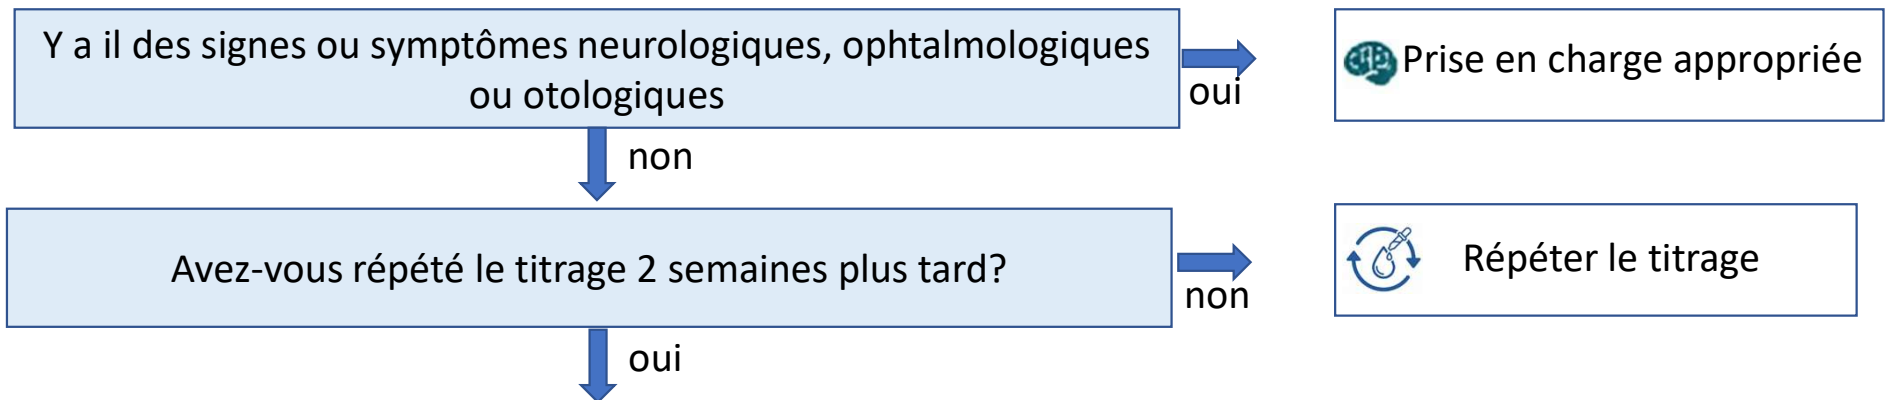 Y a il des signes ou symptômes neurologiques, ophtalmologiques
ou otologiques
oui
Prise en charge appropriée
non
Avez-vous répété le titrage 2 semaines plus tard?
non
Répéter le titrage
oui